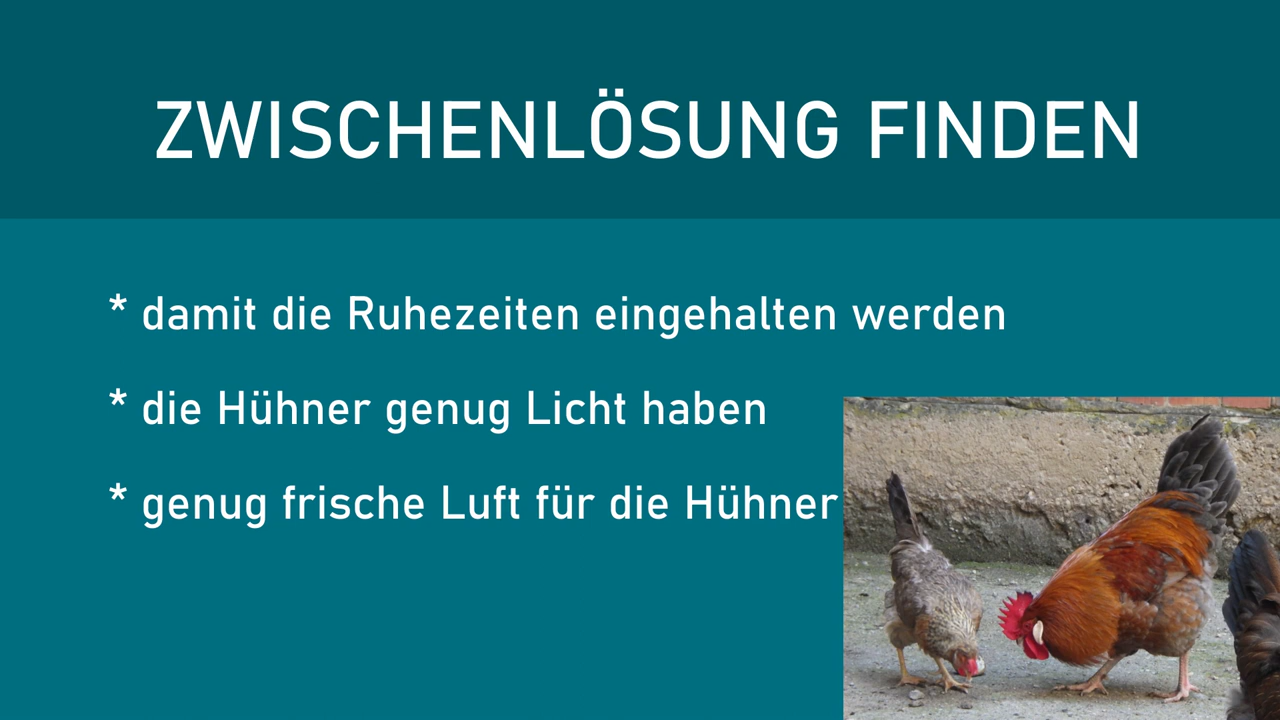 ZWISCHENLÖSUNG FINDEN
* damit die Ruhezeiten eingehalten werden
* die Hühner genug Licht haben
* genug frische Luft für die Hühner